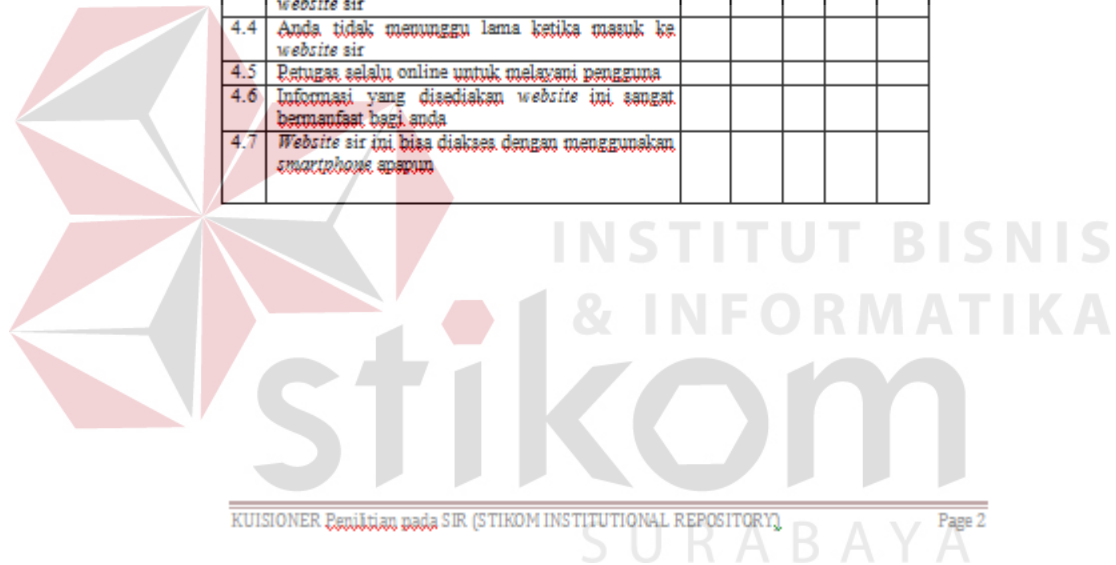 website sir
4.4 Anda tidak menunggu lama ketika masuk ke
website sir
4.5 Petugas selalu online untuk melayani pengguna
4.6 Informasi yang disediakan website ini sangat
bermanfaat bagi anda
4.7 Website sir ini bisa diakses dengan menggunakan
smartphone apapun
INSTITUT BISNIS
& INFORMATIKA
stikom
SURABAYA
KUISIONER Penilitian pada SIR (STIKOM INSTITUTIONAL REPOSITORY) Page 2